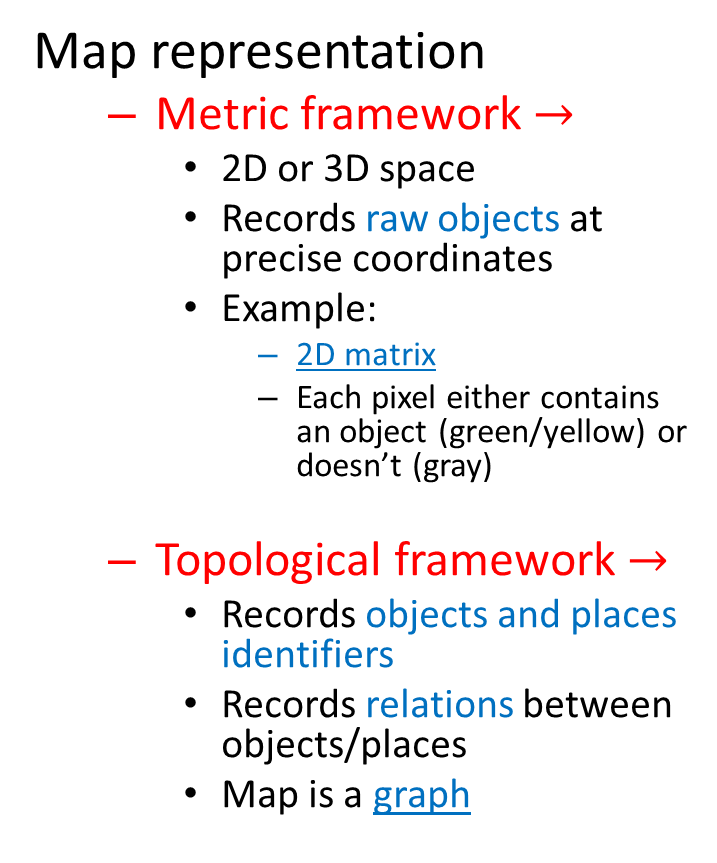 Map representation
– Metric framework →
• 2D or 3D space
• Records raw objects at
precise coordinates
• Example:
– 2D matrix
– Each pixel either contains
an object (green/yellow) or
doesn’t (gray)
– Topological framework →
• Records objects and places
identifiers
• Records relations between
objects/places
• Map is a graph